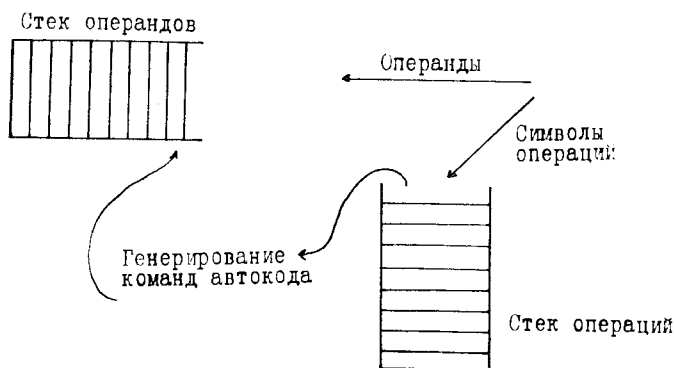 Стек операндов
Операнды
Символы
операций
Генерирование
команд автокода
Стек операций